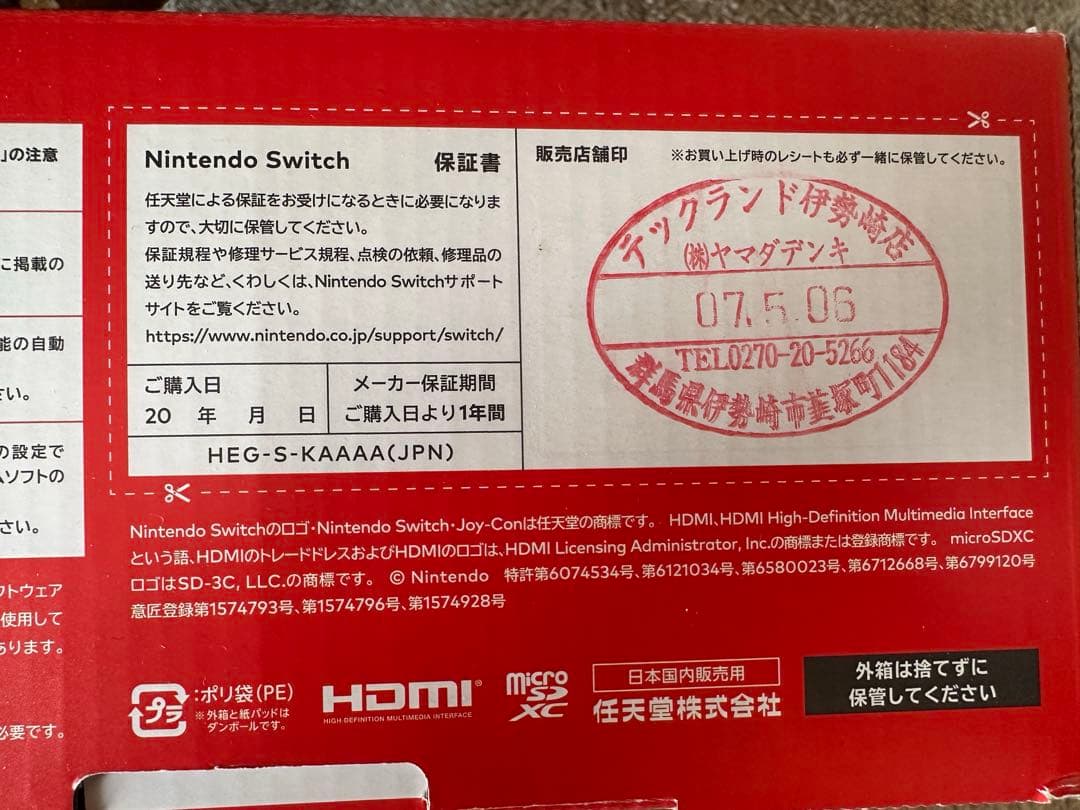 」の注意
に掲載の
能の自動
さい。
の設定で
ムソフトの
さい。
フトウェア
使用して
あります。
必要です。
Nintendo Switch 保証書
任天堂による保証をお受けになるときに必要になりま
すので、大切に保管してください。
保証規程や修理サービス規程、点検の依頼、修理品の
送り先など、くわしくは、Nintendo Switchサポート
サイトをご覧ください。
https://www.nintendo.co.jp/support/switch/
ご購入日
20 年 月 日
メーカー保証期間
ご購入日より1年間
HEG-S-KAAAA(JPN)
販売店舗印 ※お買い上げ時のレシートも必ず一緒に保管してください。
テックランド伊勢崎店
(株)ヤマダデンキ
07.5.06
TEL0270-20-5266
群馬県伊勢崎市韮塚町1184
Nintendo Switchのロゴ・Nintendo Switch・Joy-Conは任天堂の商標です。 HDMI、HDMI High-Definition Multimedia Interface
という語、HDMIのトレードドレスおよびHDMIのロゴは、HDMI Licensing Administrator, Inc.の商標または登録商標です。 microSDXC
ロゴはSD-3C, LLC.の商標です。 © Nintendo 特許第6074534号、第6121034号、第6580023号、第6712668号、第6799120号
意匠登録第1574793号、第1574796号、第1574928号
プラ
:ポリ袋(PE)
※外箱と紙パッドは
ダンボールです。
HDMI®
HIGH-DEFINITION MULTIMEDIA INTERFACE
micro
SD
XC
日本国内販売用
任天堂株式会社
外箱は捨てずに
保管してください